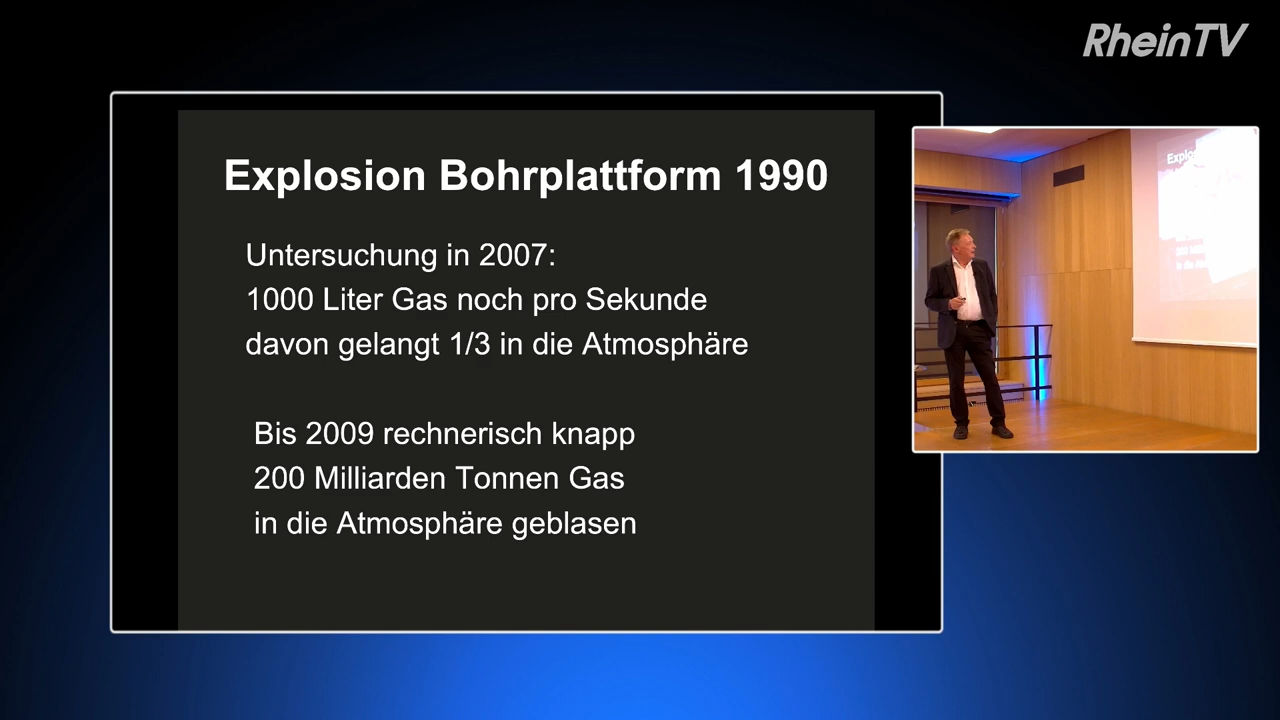 RheinTV
Explosion Bohrplattform 1990
Untersuchung in 2007:
1000 Liter Gas noch pro Sekunde
davon gelangt 1/3 in die Atmosphäre
Bis 2009 rechnerisch knapp
200 Milliarden Tonnen Gas
in die Atmosphäre geblasen